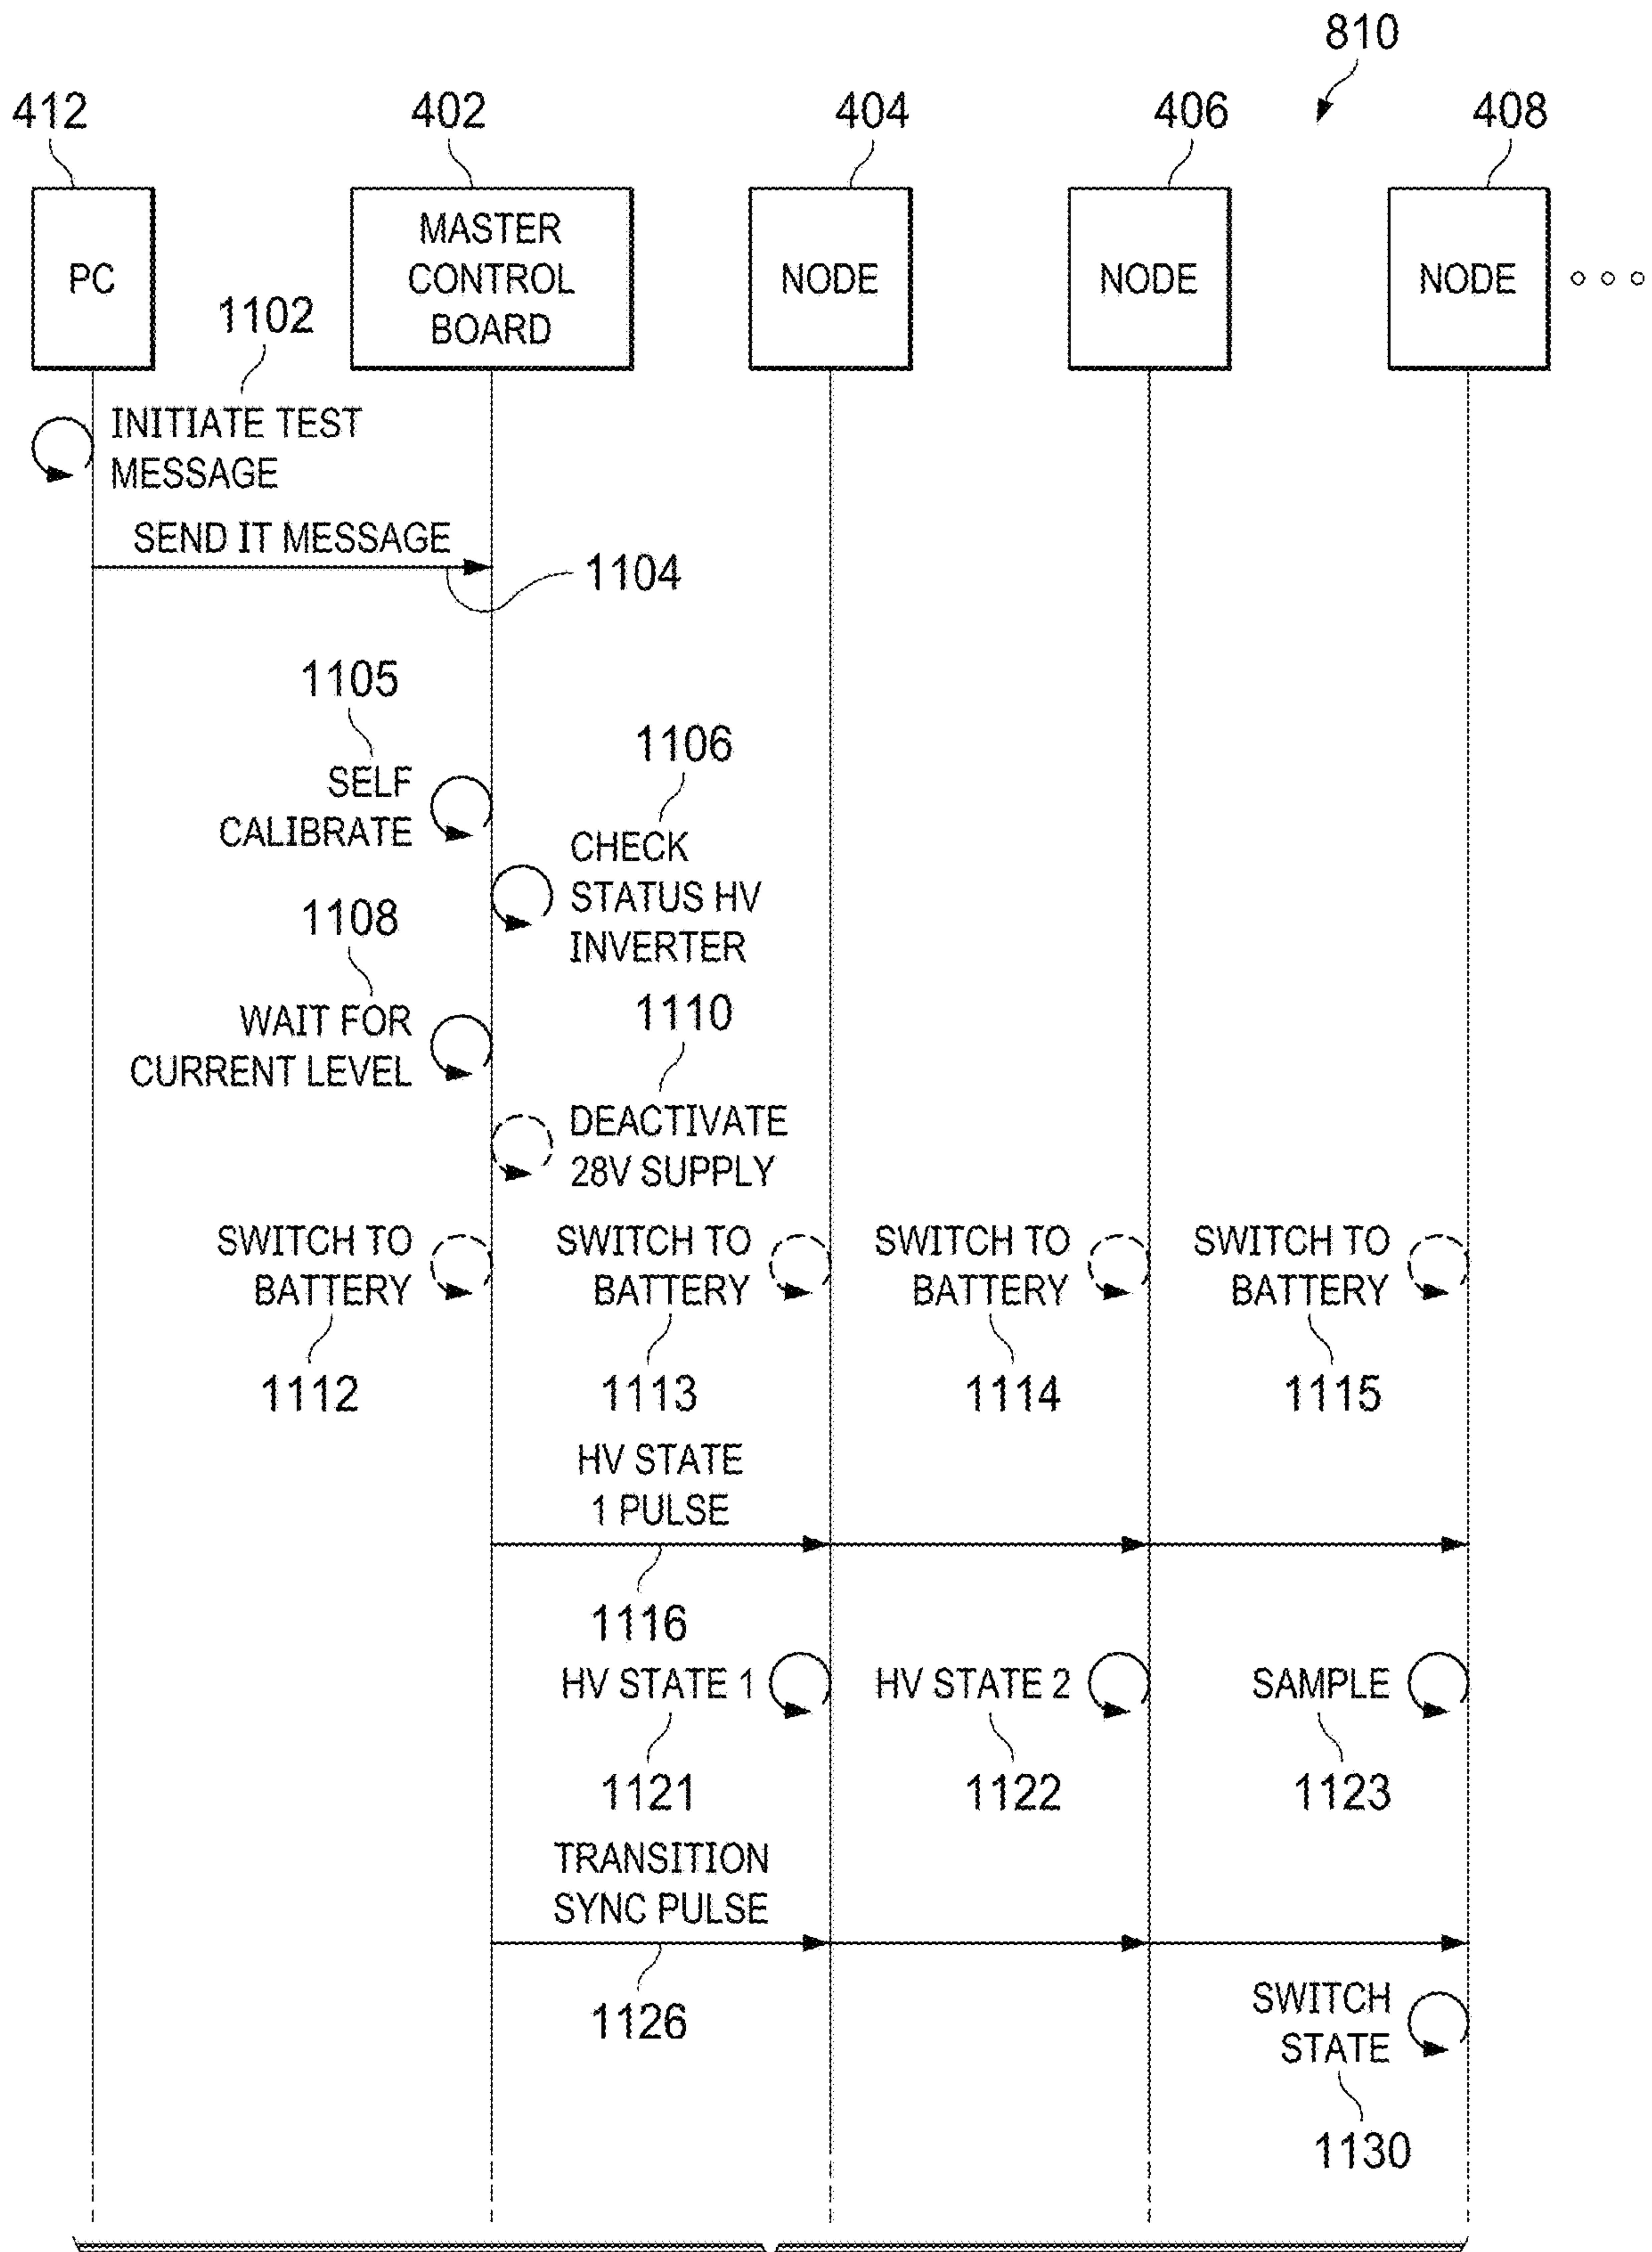 810
412
402
404
406
408
PC
MASTER
CONTROL
BOARD
NODE
NODE
NODE
1102
INITIATE TEST
MESSAGE
SEND IT MESSAGE
1104
1105
SELF
CALIBRATE
1106
CHECK
STATUS HV
INVERTER
1108
WAIT FOR
CURRENT LEVEL
1110
DEACTIVATE
28V SUPPLY
SWITCH TO
BATTERY
1112
SWITCH TO
BATTERY
1113
SWITCH TO
BATTERY
1114
SWITCH TO
BATTERY
1115
HV STATE
1 PULSE
1116
HV STATE 1
1121
HV STATE 2
1122
SAMPLE
1123
TRANSITION
SYNC PULSE
1126
SWITCH
STATE
1130